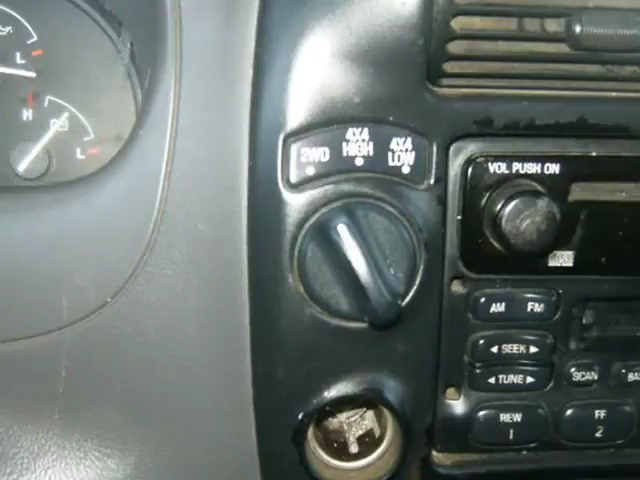 L
H
L
2WD
4X4
HIGH
4X4
LOW
VOL PUSH ON
AM FM
◄ SEEK ►
◄ TUNE ►
SCAN
REW
1
FF
2